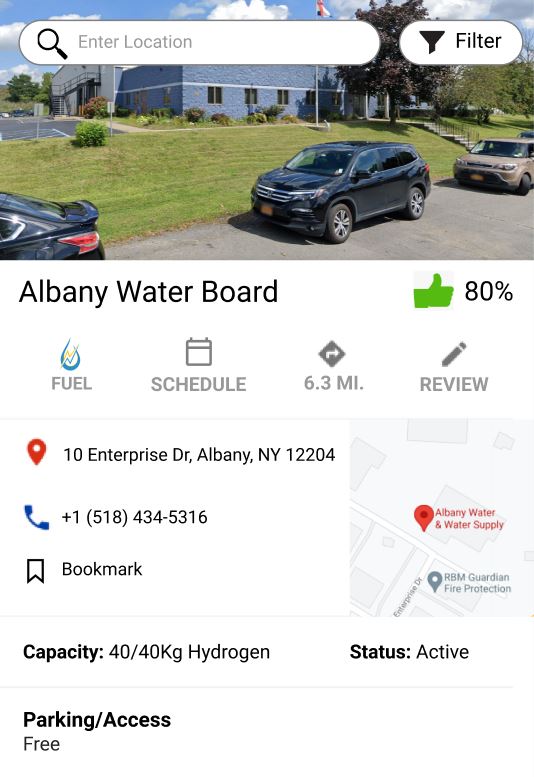 Enter Location
Filter
Albany Water Board
80%
FUEL
SCHEDULE
6.3 MI.
REVIEW
10 Enterprise Dr, Albany, NY 12204
+1 (518) 434-5316
Bookmark
Albany Water
& Water Supply
RBM Guardian
Fire Protection
Enterprise Dr
Capacity: 40/40Kg Hydrogen
Status: Active
Parking/Access
Free